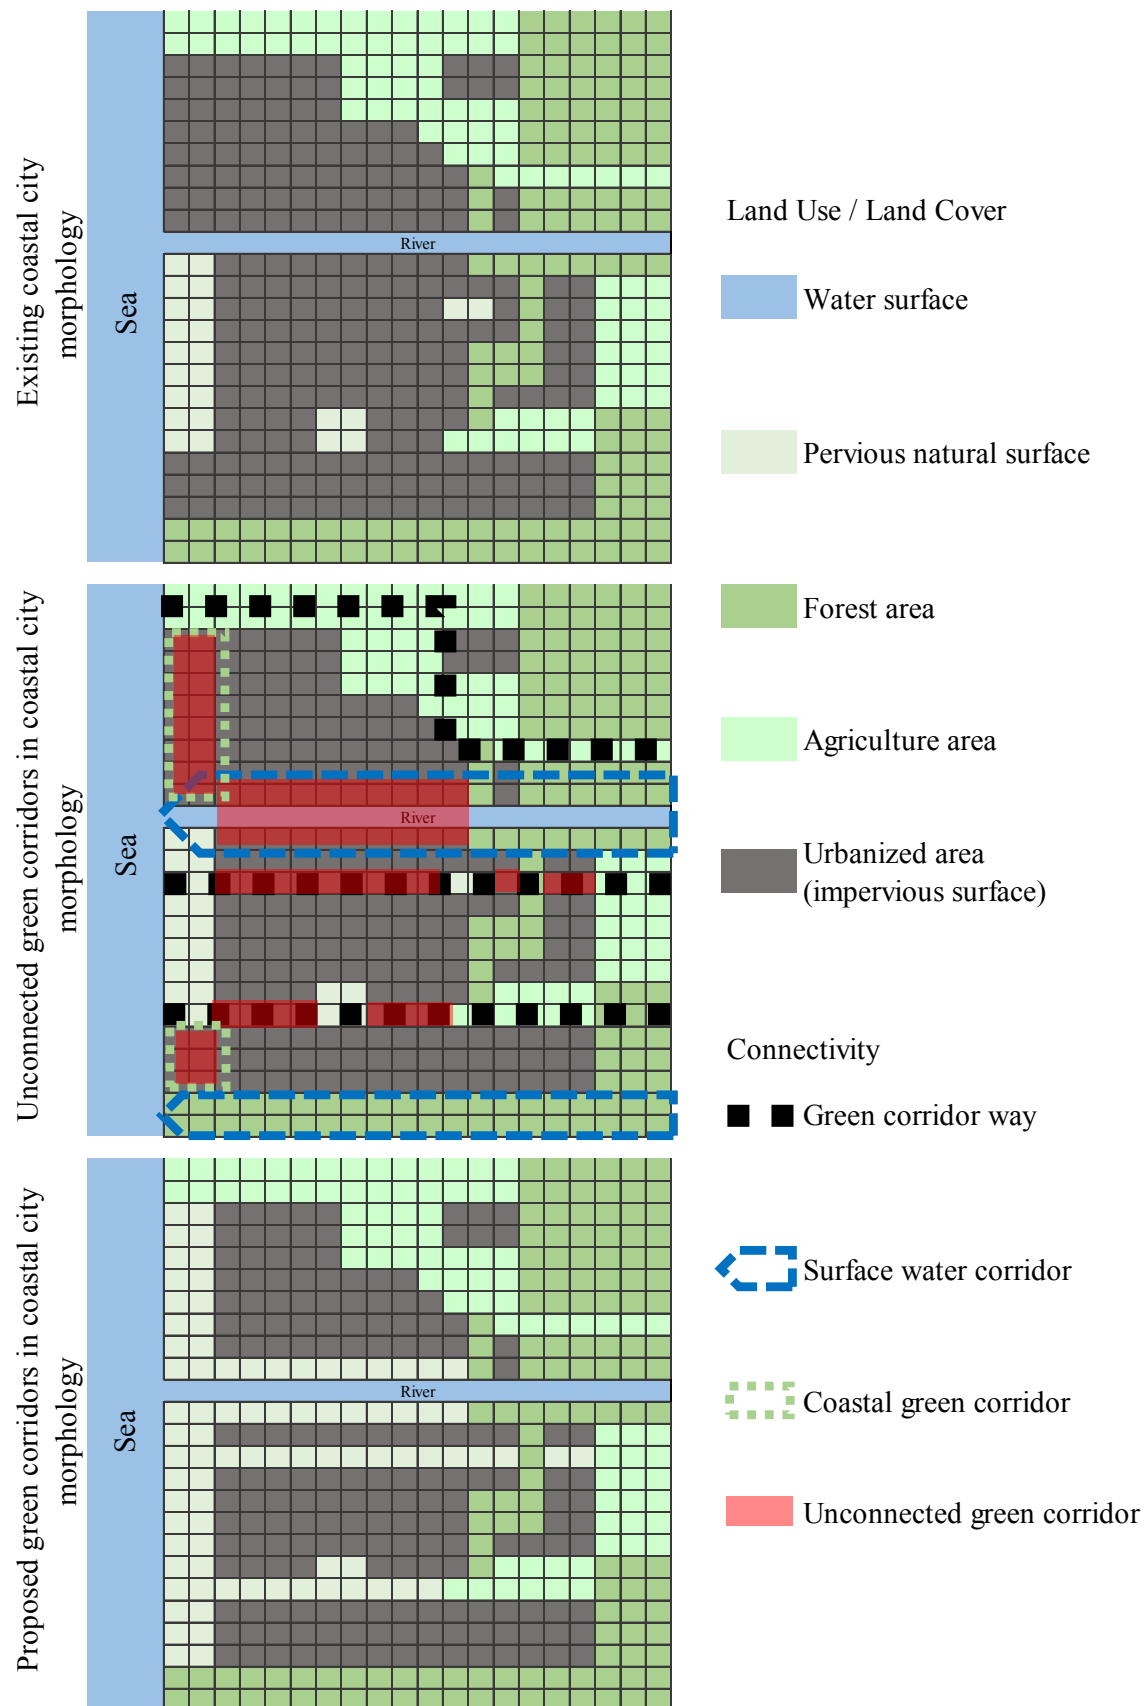 Existing coastal city
morphology
Sea
River
Unconnected green corridors in coastal city
morphology
Sea
River
Proposed green corridors in coastal city
morphology
Sea
River
Land Use / Land Cover
Water surface
Pervious natural surface
Forest area
Agriculture area
Urbanized area
(impervious surface)
Connectivity
Green corridor way
Surface water corridor
Coastal green corridor
Unconnected green corridor